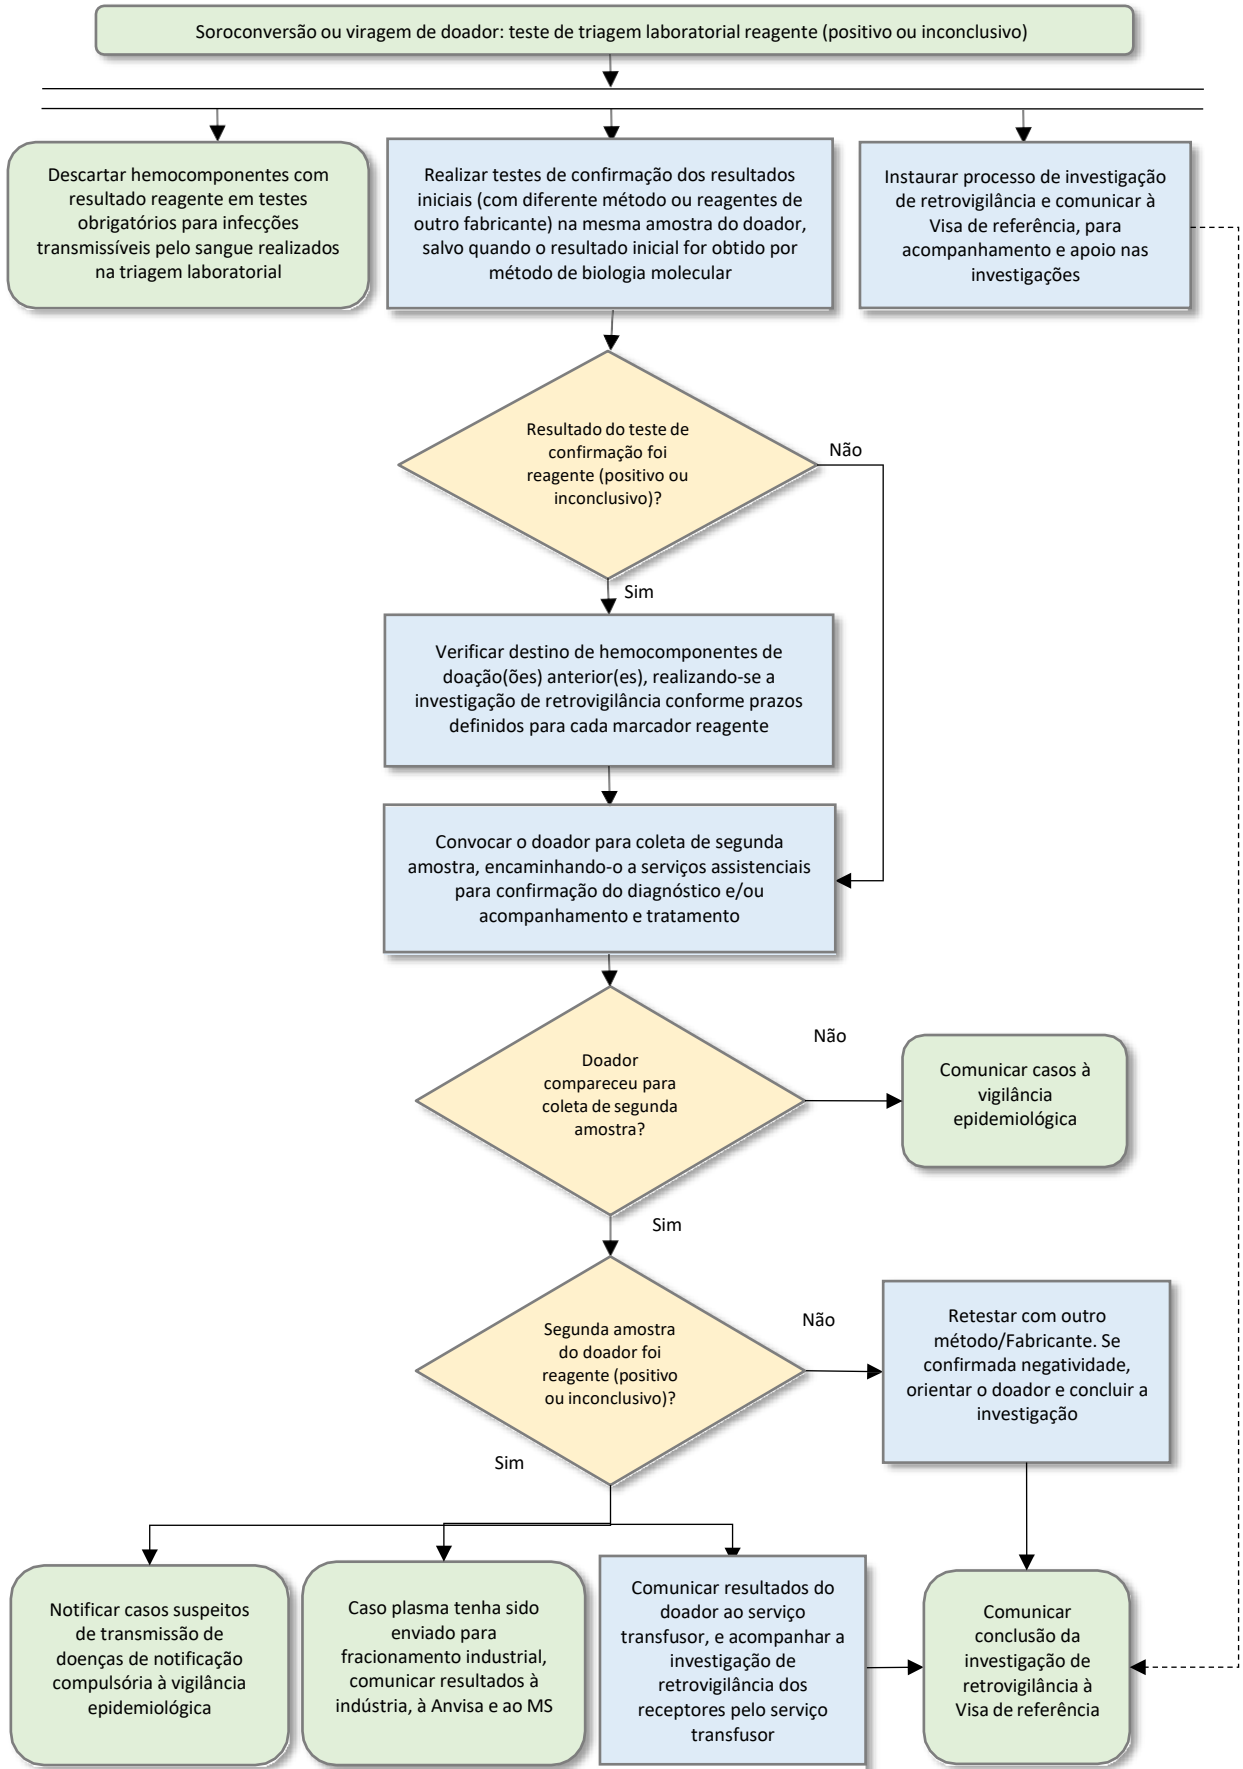 Soroconversão ou viragem de doador: teste de triagem laboratorial reagente (positivo ou inconclusivo)
Descartar hemocomponentes com
resultado reagente em testes
obrigatórios para infecções
transmissíveis pelo sangue realizados
na triagem laboratorial
Realizar testes de confirmação dos resultados
iniciais (com diferente método ou reagentes de
outro fabricante) na mesma amostra do doador,
salvo quando o resultado inicial for obtido por
método de biologia molecular
Instaurar processo de investigação
de retrovigilância e comunicar à
Visa de referência, para
acompanhamento e apoio nas
investigações
Resultado do teste de
confirmação foi
reagente (positivo ou
inconclusivo)?
Não
Sim
Verificar destino de hemocomponentes de
doação(ões) anterior(es), realizando-se a
investigação de retrovigilância conforme prazos
definidos para cada marcador reagente
Convocar o doador para coleta de segunda
amostra, encaminhando-o a serviços assistenciais
para confirmação do diagnóstico e/ou
acompanhamento e tratamento
Doador
compareceu para
coleta de segunda
amostra?
Não
Comunicar casos à
vigilância
epidemiológica
Sim
Segunda amostra
do doador foi
reagente (positivo
ou inconclusivo)?
Não
Retestar com outro
método/Fabricante. Se
confirmada negatividade,
orientar o doador e concluir a
investigação
Sim
Notificar casos suspeitos
de transmissão de
doenças de notificação
compulsória à vigilância
epidemiológica
Caso plasma tenha sido
enviado para
fracionamento industrial,
comunicar resultados à
indústria, à Anvisa e ao MS
Comunicar resultados do
doador ao serviço
transfusor, e acompanhar a
investigação de
retrovigilância dos
receptores pelo serviço
transfusor
Comunicar
conclusão da
investigação de
retrovigilância à
Visa de referência